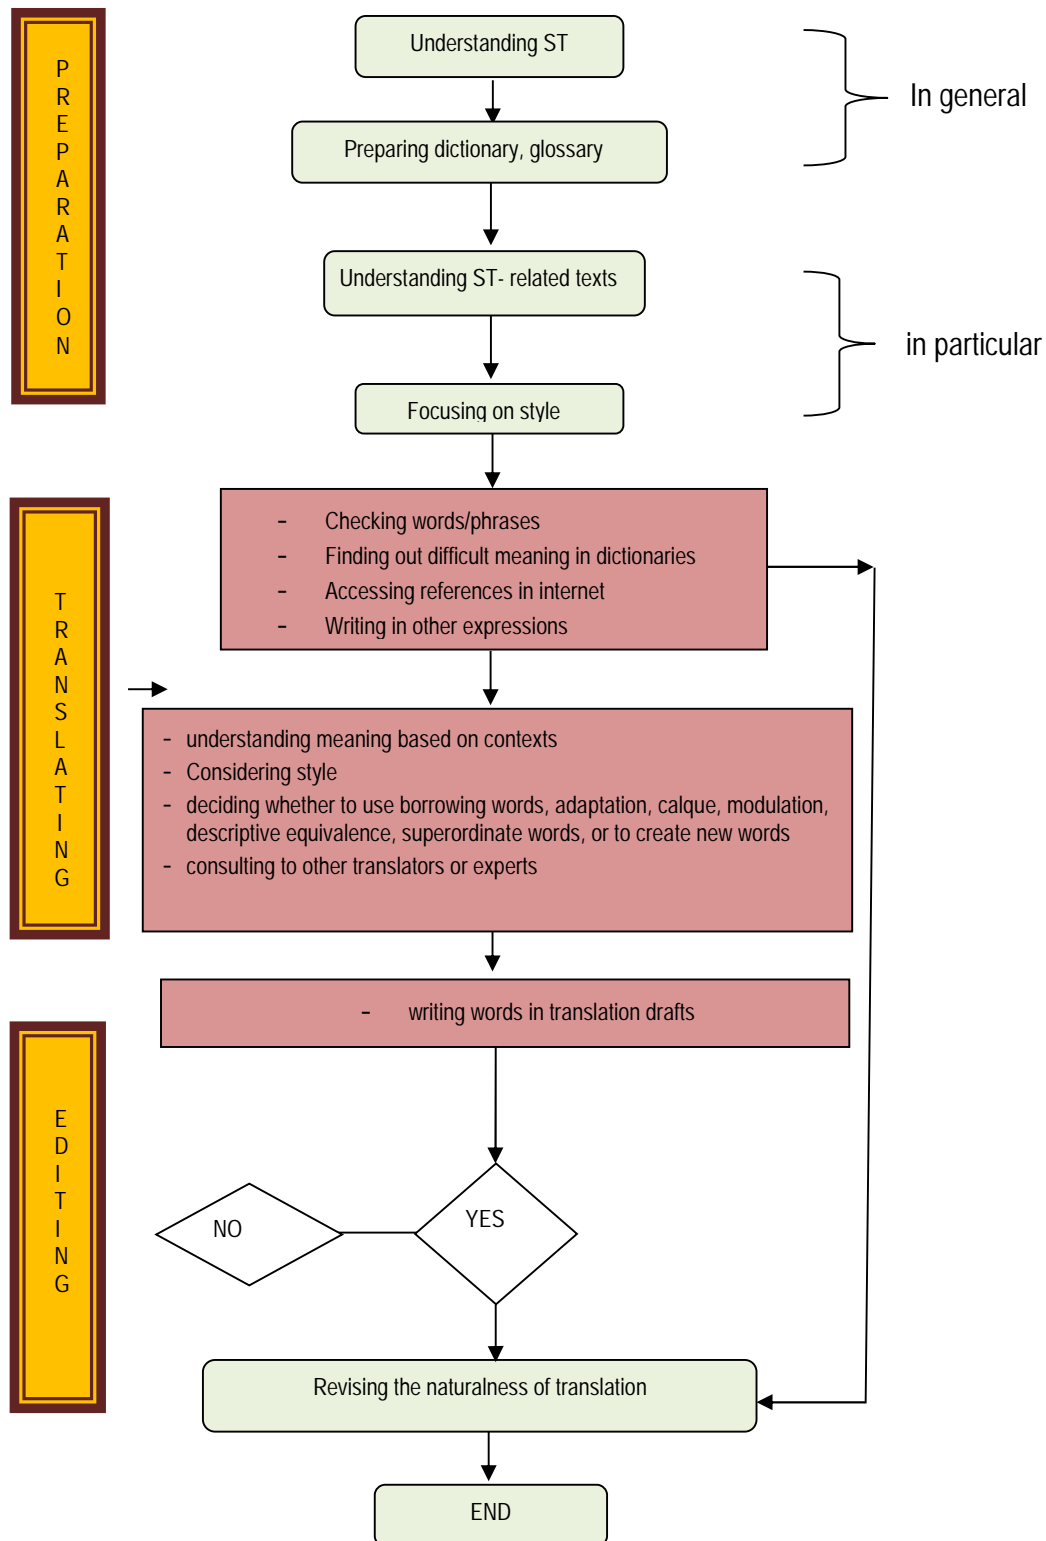 PREPARATION
Understanding ST
In general
Preparing dictionary, glossary
Understanding ST- related texts
in particular
Focusing on style
TRANSLATING
- Checking words/phrases
- Finding out difficult meaning in dictionaries
- Accessing references in internet
- Writing in other expressions
- understanding meaning based on contexts
- Considering style
- deciding whether to use borrowing words, adaptation, calque, modulation,
descriptive equivalence, superordinate words, or to create new words
- consulting to other translators or experts
- writing words in translation drafts
EDITING
NO
YES
Revising the naturalness of translation
END